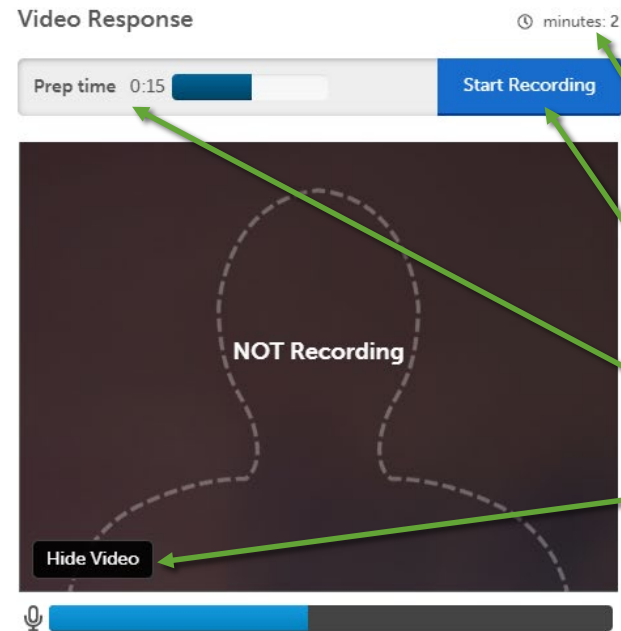 Video Response
minutes: 2
Prep time 0:15
Start Recording
NOT Recording
Hide Video